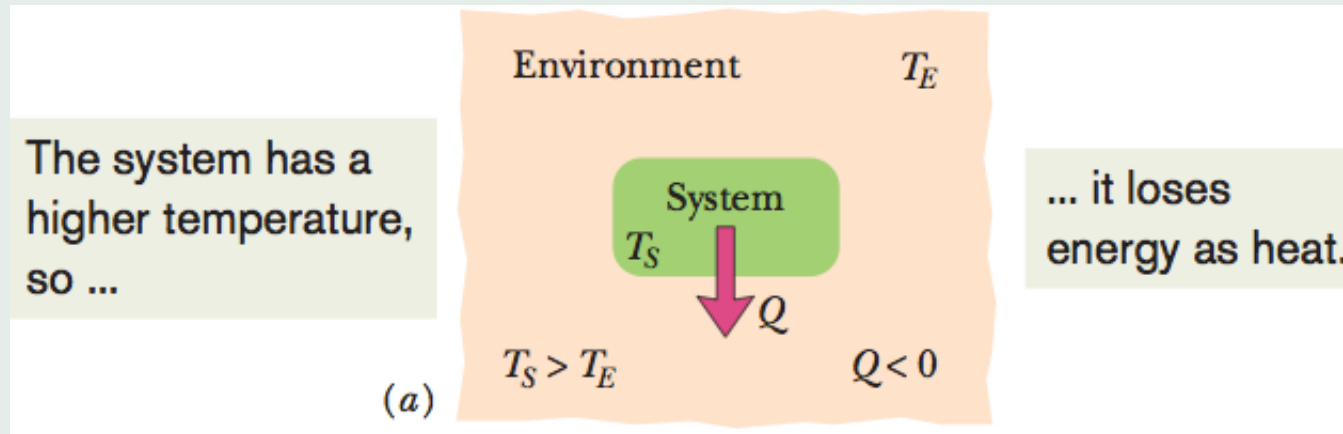 The system has a
higher temperature,
so ...
(a)
Environment
T_E
System
T_S
Q
T_S > T_E
Q < 0
... it loses
energy as heat.